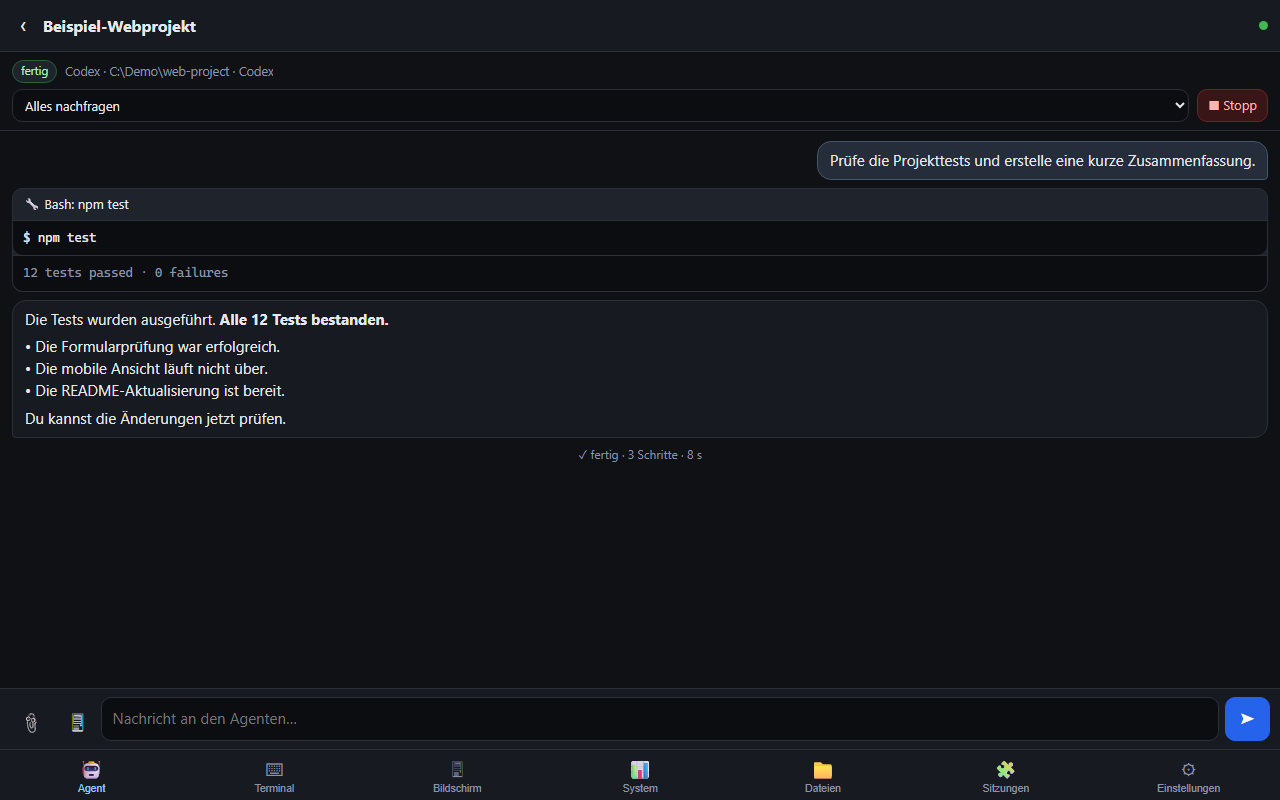 Beispiel-Webprojekt
fertig Codex · C:\Demo\web-project · Codex
Alles nachfragen
Stopp
Prüfe die Projekttests und erstelle eine kurze Zusammenfassung.
Bash: npm test
$ npm test
12 tests passed · 0 failures
Die Tests wurden ausgeführt. Alle 12 Tests bestanden.
• Die Formularprüfung war erfolgreich.
• Die mobile Ansicht läuft nicht über.
• Die README-Aktualisierung ist bereit.
Du kannst die Änderungen jetzt prüfen.
✓ fertig · 3 Schritte · 8 s
Nachricht an den Agenten...
Agent
Terminal
Bildschirm
System
Dateien
Sitzungen
Einstellungen